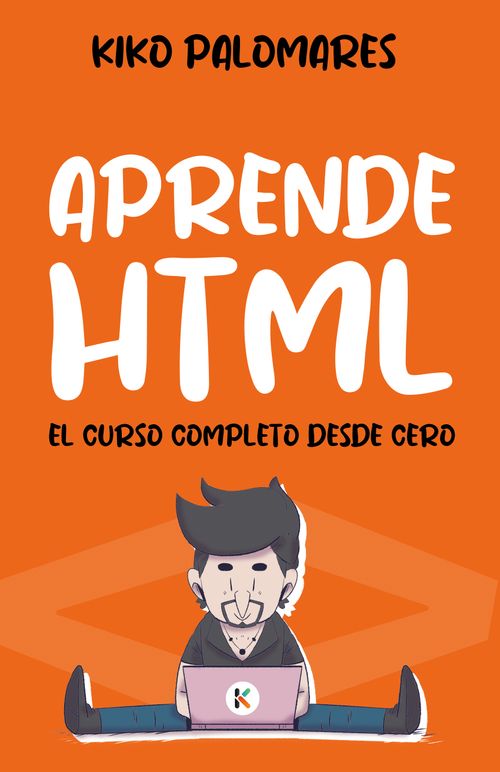 KIKO PALOMARES
APRENDE
HTML
EL CURSO COMPLETO DESDE CERO
K